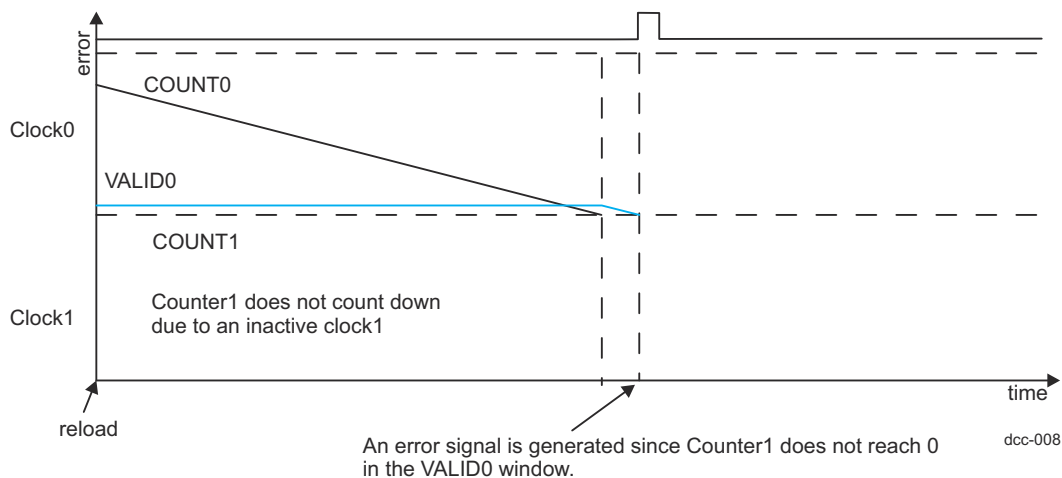 error
COUNT0
Clock0
VALID0
COUNT1
Counter1 does not count down
due to an inactive clock1
Clock1
time
reload
An error signal is generated since Counter1 does not reach 0
in the VALID0 window.
dcc-008